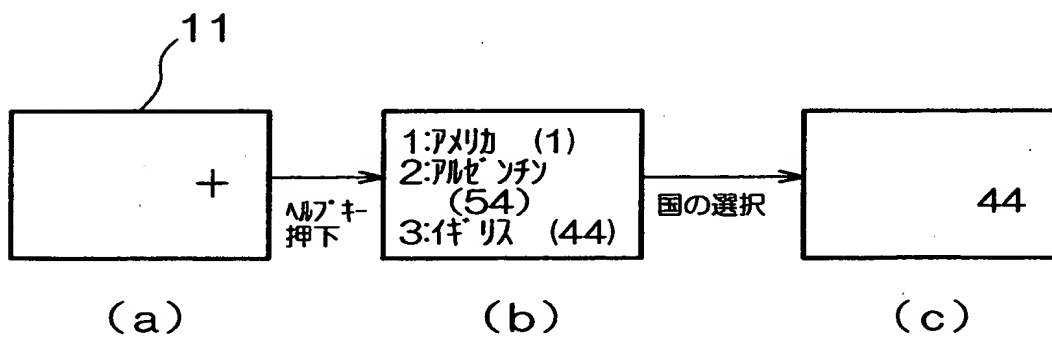 11
+
ﾍﾙﾌﾟｷｰ
押下
1:ｱﾒﾘｶ (1)
2:ｱﾙｾﾞﾝﾁﾝ
(54)
3:ｲｷﾞﾘｽ (44)
国の選択
44
(a)
(b)
(c)